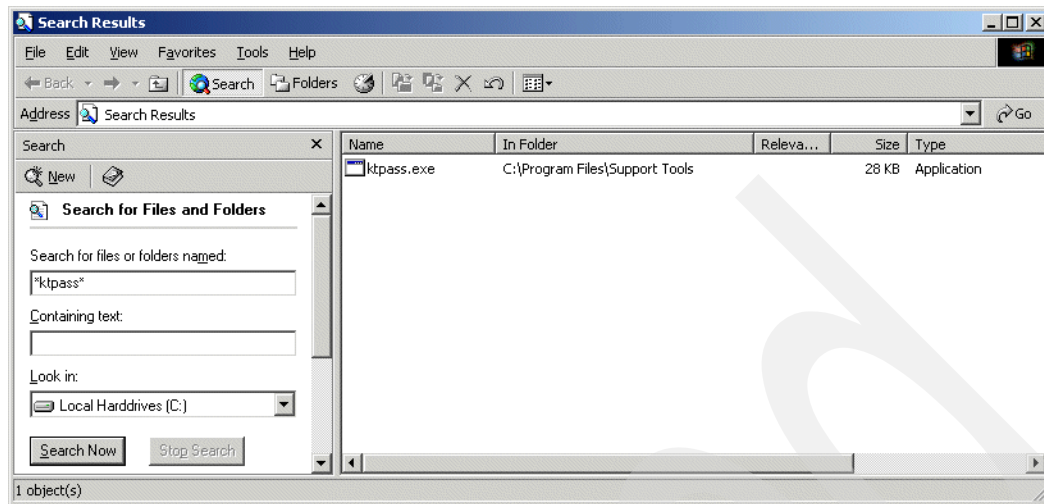 Search Results
File Edit View Favorites Tools Help
Back Search Folders
Address Search Results Go
Search
New
Search for Files and Folders
Search for files or folders named:
*ktpass*
Containing text:
Look in:
Local Harddrives (C:)
Search Now Stop Search
Name In Folder Releva... Size Type
ktpass.exe C:\Program Files\Support Tools 28 KB Application
1 object(s)